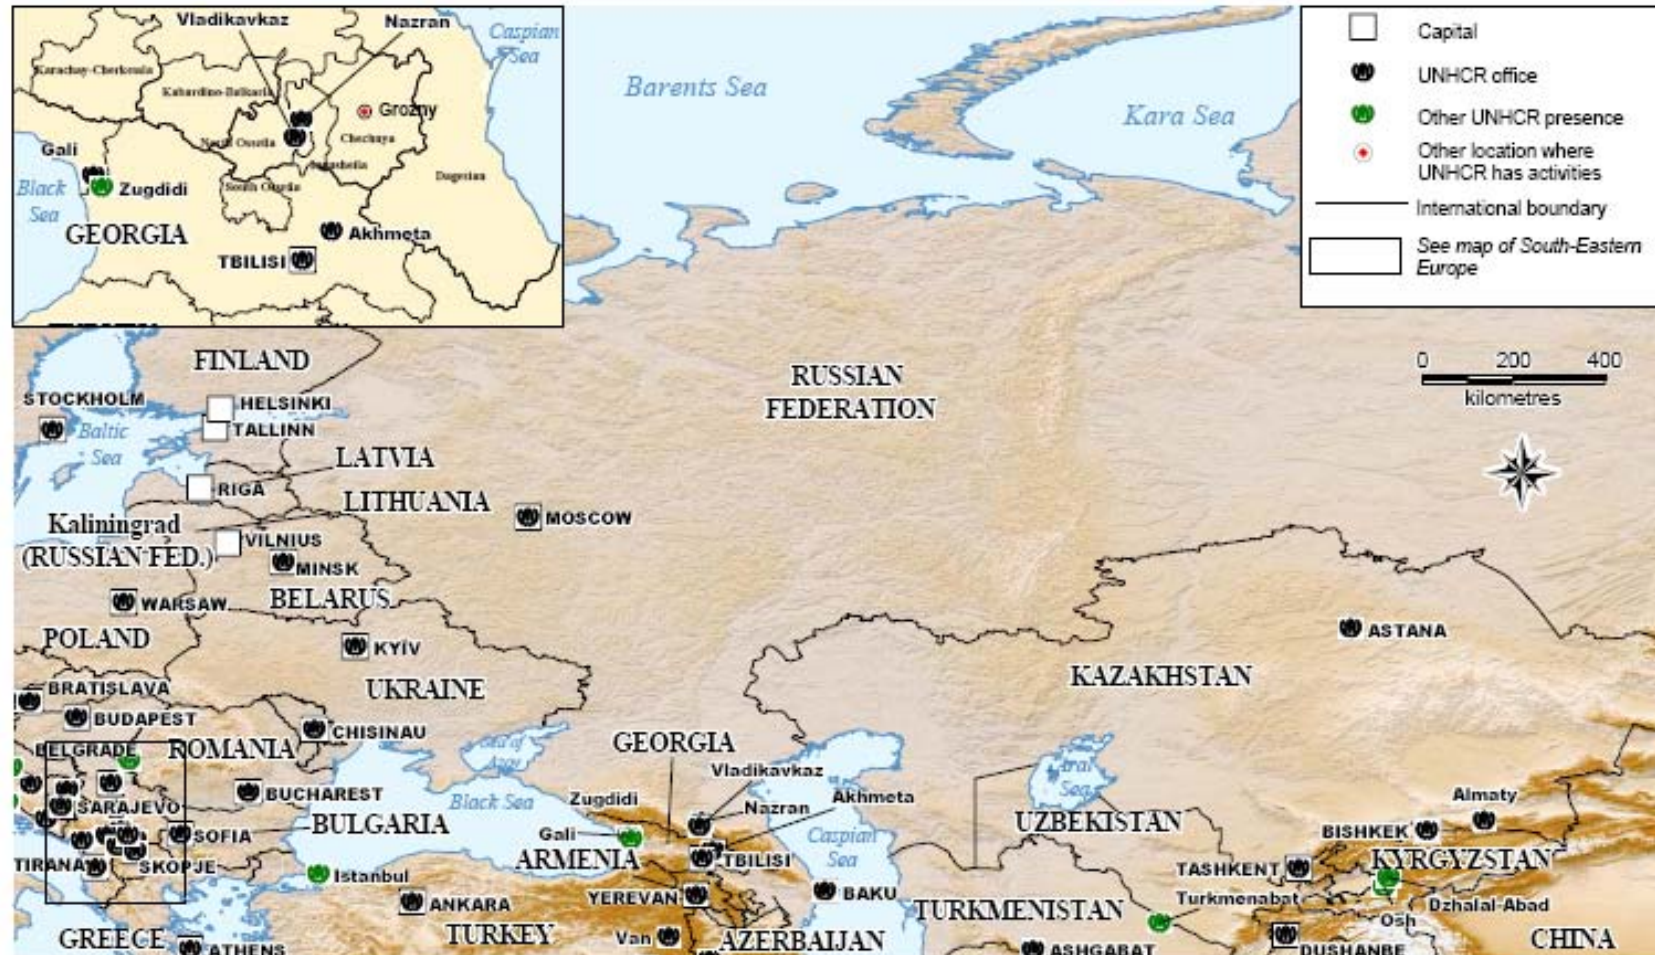 Vladikavkaz
Nazran
Caspian
Sea
Karachay-Cherkessia
Kabardino-Balkaria
Grozny
North Ossetia
Chechnya
Ingushetia
Gali
Dagestan
Black
Sea
Zugdidi
South Ossetia
GEORGIA
Akhmeta
TBILISI
Capital
UNHCR office
Other UNHCR presence
Other location where
UNHCR has activities
International boundary
See map of South-Eastern
Europe
Barents Sea
Kara Sea
0 200 400
kilometres
FINLAND
RUSSIAN
FEDERATION
STOCKHOLM
HELSINKI
Baltic
Sea
TALLINN
LATVIA
RIGA
LITHUANIA
Kaliningrad
(RUSSIAN FED.)
MOSCOW
VILNIUS
MINSK
WARSAW
BELARUS
POLAND
KYÏV
ASTANA
BRATISLAVA
UKRAINE
KAZAKHSTAN
BUDAPEST
CHISINAU
BELGRADE
ROMANIA
GEORGIA
Sea of
Azov
Vladikavkaz
Aral
Sea
BUCHAREST
Black Sea
Zugdidi
Nazran
Akhmeta
Almaty
SARAJEVO
SOFIA
BULGARIA
Gali
Caspian
Sea
UZBEKISTAN
BISHKEK
TIRANA
SKOPJE
ARMENIA
TBILISI
TASHKENT
KYRGYZSTAN
Istanbul
ANKARA
YEREVAN
BAKU
TURKMENISTAN
Turkmenabat
Dzhalal-Abad
Osh
GREECE
TURKEY
Van
AZERBAIJAN
CHINA
ATHENS
ASHGABAT
DUSHANBE